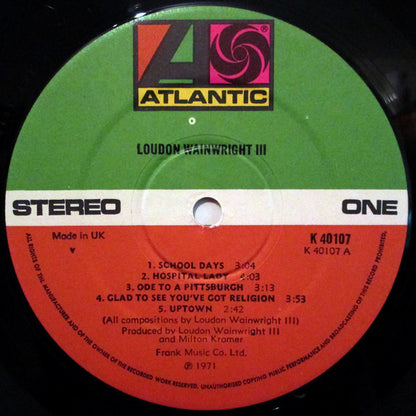 ATLANTIC
LOUDON WAINWRIGHT III
STEREO ONE
Made in UK
K 40107
K 40107 A
1. SCHOOL DAYS 3:04
2. HOSPITAL LADY 4:03
3. ODE TO A PITTSBURGH 3:13
4. GLAD TO SEE YOU'VE GOT RELIGION 3:53
5. UPTOWN 2:42
(All compositions by Loudon Wainwright III)
Produced by Loudon Wainwright III
and Milton Kramer
Frank Music Co. Ltd.
℗ 1971
ALL RIGHTS OF THE MANUFACTURER AND OF THE OWNER OF THE RECORDED WORK RESERVED. UNAUTHORISED COPYING PUBLIC PERFORMANCE AND BROADCASTING OF THIS RECORD PROHIBITED.